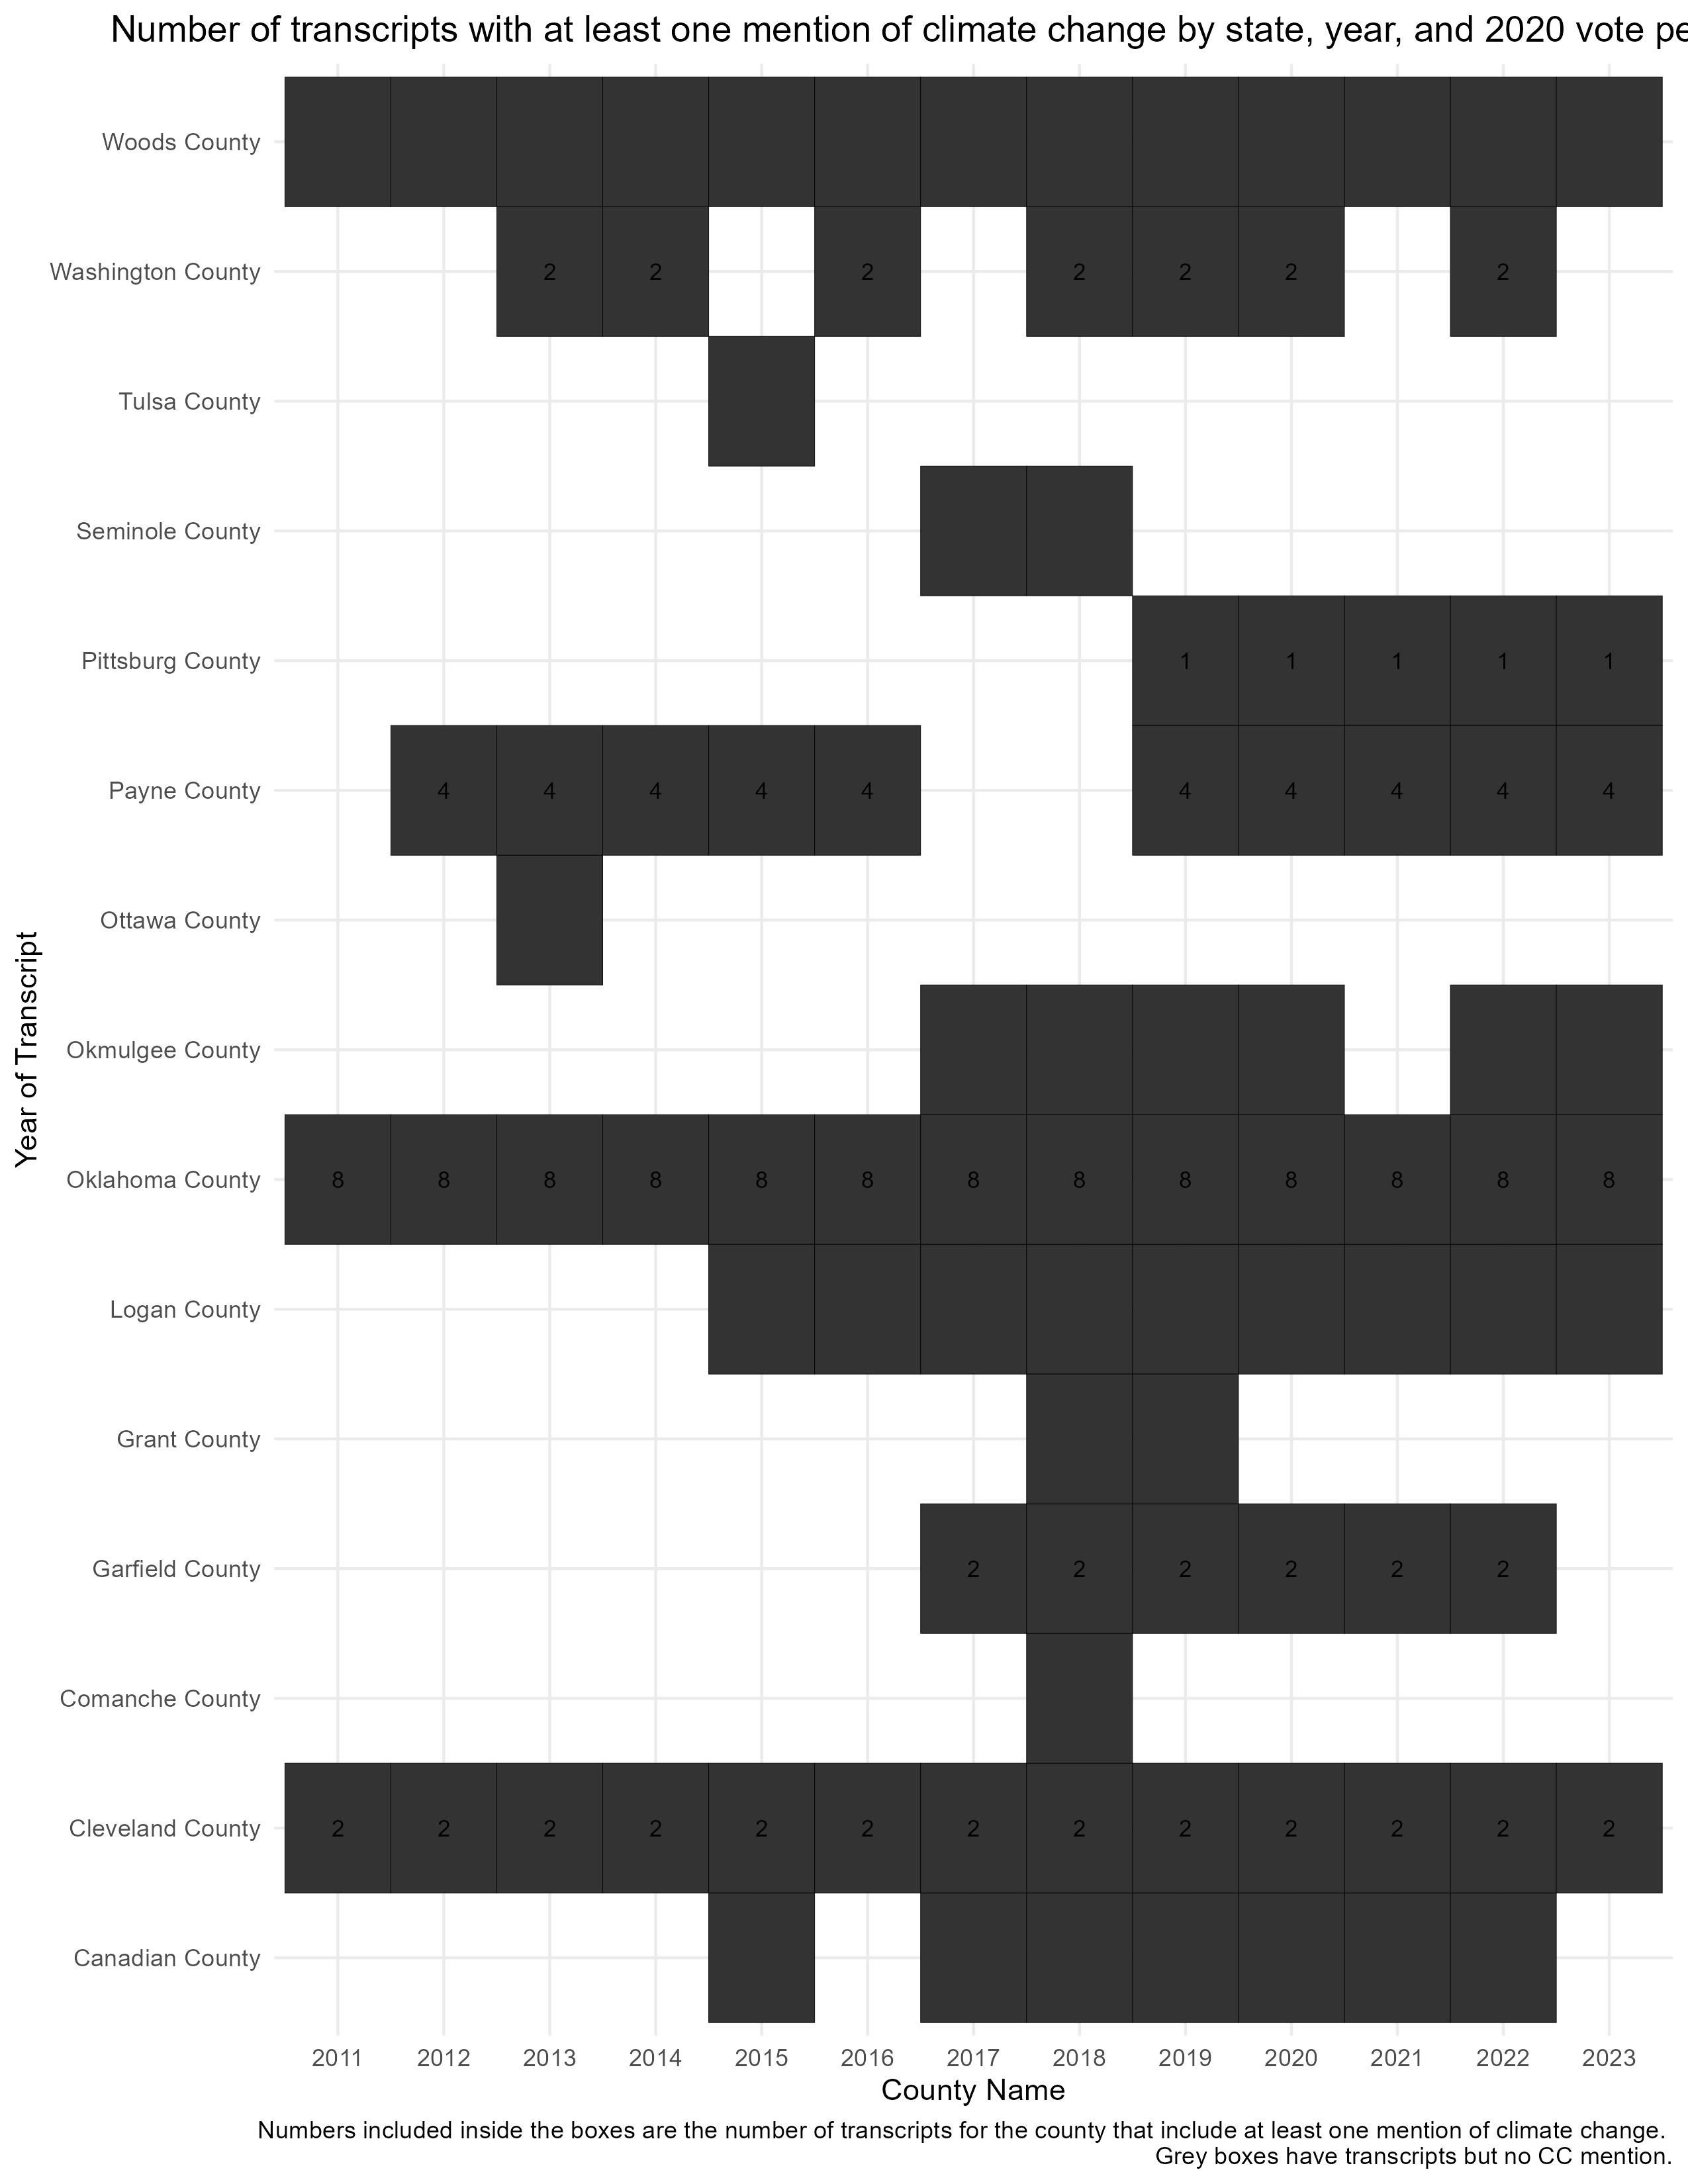 Number of transcripts with at least one mention of climate change by state, year, and 2020 vote pe
Woods County
Washington County 2 2 2 2 2 2 2
Tulsa County
Seminole County
Pittsburg County 1 1 1 1 1
Payne County 4 4 4 4 4 4 4 4 4 4
Ottawa County
Okmulgee County
Oklahoma County 8 8 8 8 8 8 8 8 8 8 8 8 8
Logan County
Grant County
Garfield County 2 2 2 2 2 2
Comanche County
Cleveland County 2 2 2 2 2 2 2 2 2 2 2 2 2
Canadian County
Year of Transcript
2011 2012 2013 2014 2015 2016 2017 2018 2019 2020 2021 2022 2023
County Name
Numbers included inside the boxes are the number of transcripts for the county that include at least one mention of climate change.
Grey boxes have transcripts but no CC mention.